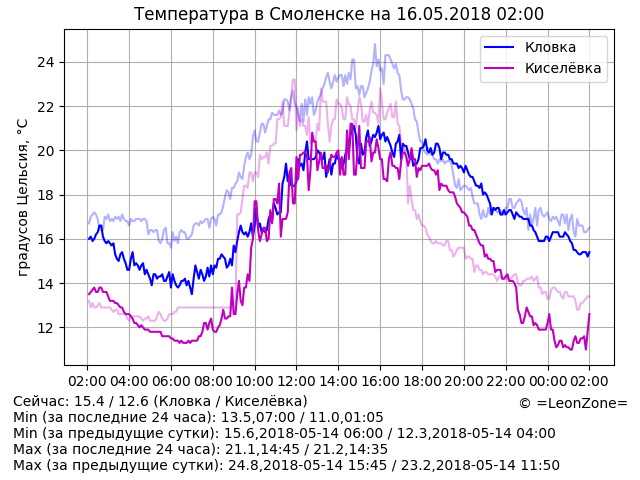 Температура в Смоленске на 16.05.2018 02:00
Кловка
Киселёвка
градусов Цельсия, °C
24
22
20
18
16
14
12
02:00 04:00 06:00 08:00 10:00 12:00 14:00 16:00 18:00 20:00 22:00 00:00 02:00
Сейчас: 15.4 / 12.6 (Кловка / Киселёвка)
© =LeonZone=
Min (за последние 24 часа): 13.5,07:00 / 11.0,01:05
Min (за предыдущие сутки): 15.6,2018-05-14 06:00 / 12.3,2018-05-14 04:00
Max (за последние 24 часа): 21.1,14:45 / 21.2,14:35
Max (за предыдущие сутки): 24.8,2018-05-14 15:45 / 23.2,2018-05-14 11:50